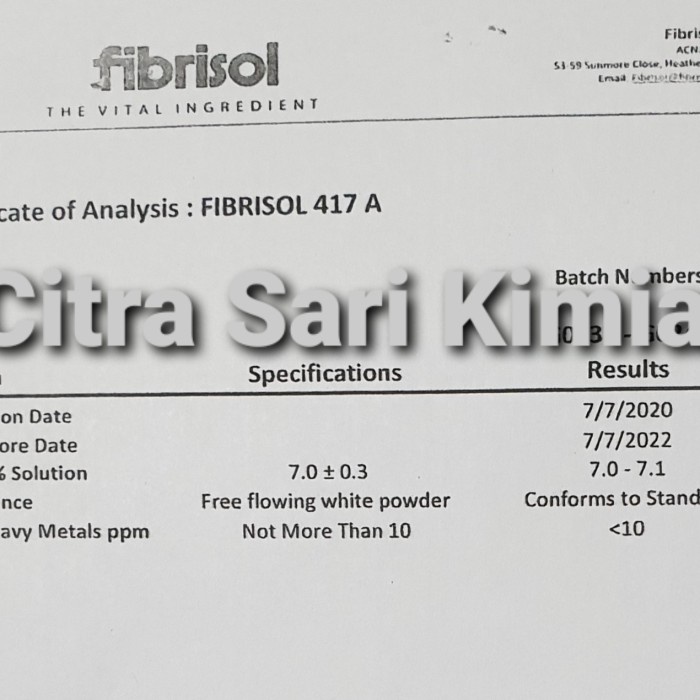 fibrisol
THE VITAL INGREDIENT
Fibris
ACN
53-59 Sunmore Close, Heathe
Email
cate of Analysis : FIBRISOL 417 A
Batch Numbers
Citra Sari Kimia
Specifications
Results
on Date
7/7/2020
ore Date
7/7/2022
% Solution
7.0 ± 0.3
7.0 - 7.1
nce
Free flowing white powder
Conforms to Stand
avy Metals ppm
Not More Than 10
<10